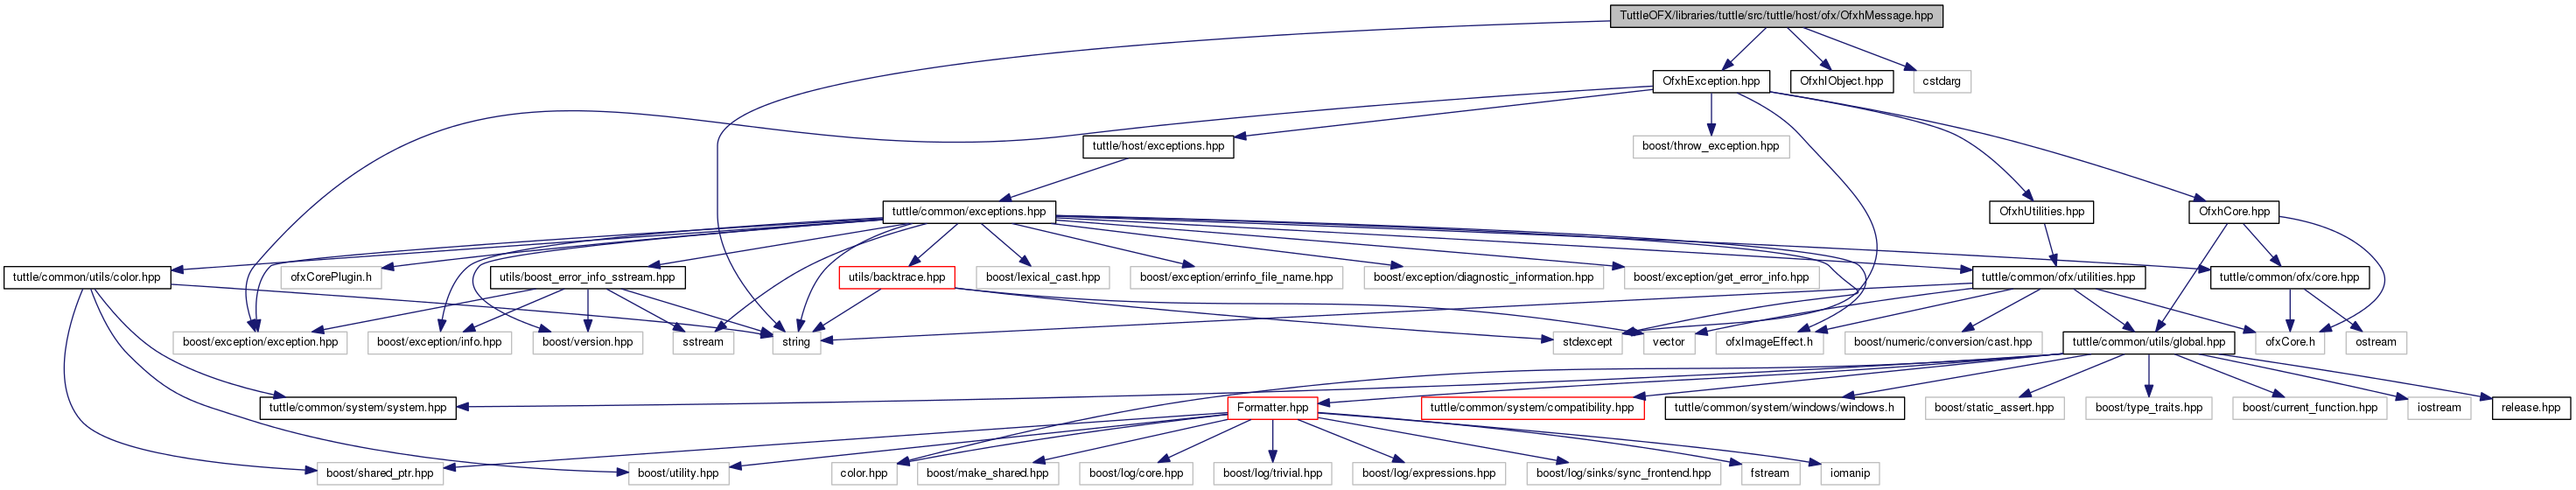 TuttleOFX/libraries/tuttle/src/tuttle/host/ofx/OfxhMessage.hpp
OfxhException.hpp
OfxhIObject.hpp
cstdarg
tuttle/host/exceptions.hpp
boost/throw_exception.hpp
tuttle/common/exceptions.hpp
OfxhUtilities.hpp
OfxhCore.hpp
tuttle/common/utils/color.hpp
ofxCorePlugin.h
utils/boost_error_info_sstream.hpp
utils/backtrace.hpp
boost/lexical_cast.hpp
boost/exception/errinfo_file_name.hpp
boost/exception/diagnostic_information.hpp
boost/exception/get_error_info.hpp
tuttle/common/ofx/utilities.hpp
tuttle/common/ofx/core.hpp
boost/exception/exception.hpp
boost/exception/info.hpp
boost/version.hpp
sstream
string
stdexcept
vector
ofxImageEffect.h
boost/numeric/conversion/cast.hpp
tuttle/common/utils/global.hpp
ofxCore.h
ostream
tuttle/common/system/system.hpp
Formatter.hpp
tuttle/common/system/compatibility.hpp
tuttle/common/system/windows/windows.h
boost/static_assert.hpp
boost/type_traits.hpp
boost/current_function.hpp
iostream
release.hpp
boost/shared_ptr.hpp
boost/utility.hpp
color.hpp
boost/make_shared.hpp
boost/log/core.hpp
boost/log/trivial.hpp
boost/log/expressions.hpp
boost/log/sinks/sync_frontend.hpp
fstream
iomanip